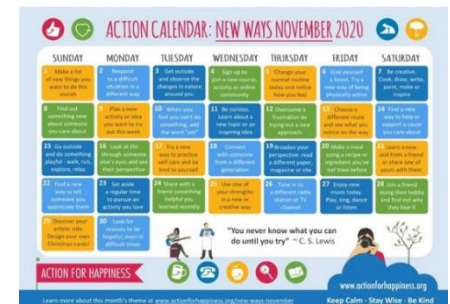 ACTION CALENDAR: NEW WAYS NOVEMBER 2020
SUNDAY MONDAY TUESDAY WEDNESDAY THURSDAY FRIDAY SATURDAY
1 Make a list
of new things you
want to do this
month
2 Respond
to a difficult
situation in a
different way
3 Get outside
and observe the
changes in nature
around you
4 Sign up to
join a new course,
activity or online
community
5 Change your
normal routine
today and notice
how you feel
6 Give yourself
a boost. Try a
new way of being
physically active
7 Be creative.
Cook, draw, write,
paint, make or
inspire
8 Find out
something new
about someone
you care about
9 Plan a new
activity or idea
you want to try
out this week
10 When you
feel you can't do
something, add
the word "yet"
11 Be curious.
Learn about a
new topic or an
inspiring idea
12 Overcome a
frustration by
trying out a new
approach
13 Choose a
different route
and see what you
notice on the way
14 Find a new
way to help or
support a cause
you care about
15 Go outside
and do something
playful - walk, run,
explore, relax
16 Look at life
through someone
else's eyes and see
their perspective
17 Try a new
way to practice
self-care and be
kind to yourself
18 Connect
with someone
from a different
generation
19 Broaden your
perspective: read
a different paper,
magazine or site
20 Make a meal
using a recipe or
ingredient you've
not tried before
21 Learn a new
skill from a friend
or share one of
yours with them
22 Find a new
way to tell
someone you
appreciate them
23 Set aside
a regular time
to pursue an
activity you love
24 Share with a
friend something
helpful you
learned recently
25 Use one of
your strengths
in a new or
creative way
26 Tune in to
a different radio
station or TV
channel
27 Enjoy new
music today.
Play, sing, dance
or listen
28 Join a friend
doing their hobby
and find out why
they love it
29 Discover your
artistic side.
Design your own
Christmas cards!
30 Look for
reasons to be
hopeful, even in
difficult times
"You never know what you can
do until you try" ~ C. S. Lewis
ACTION FOR HAPPINESS
www.actionforhappiness.org
Learn more about this month's theme at www.actionforhappiness.org/new-ways-november
Keep Calm · Stay Wise · Be Kind